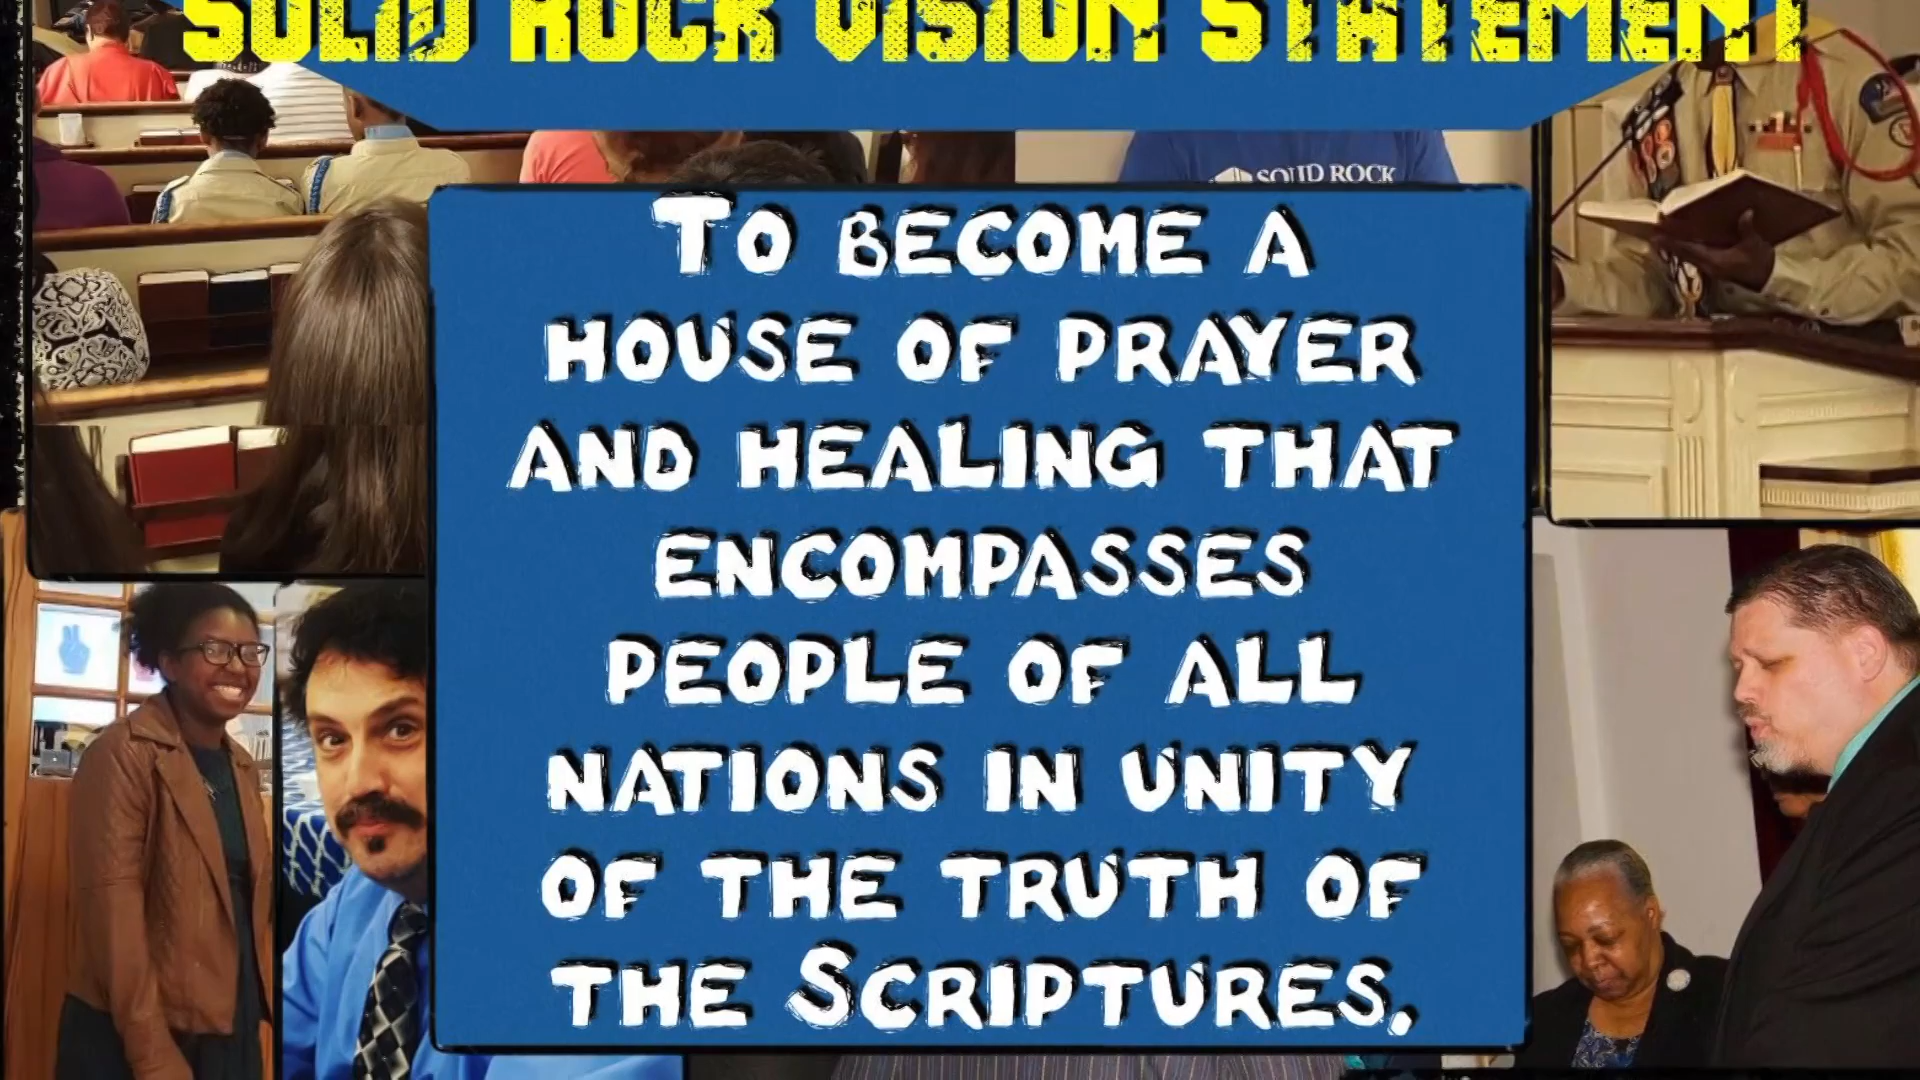 SOLID ROCK VISION STATEMENT
SOLID ROCK
To become a
house of prayer
and healing that
encompasses
people of all
nations in unity
of the truth of
the Scriptures.